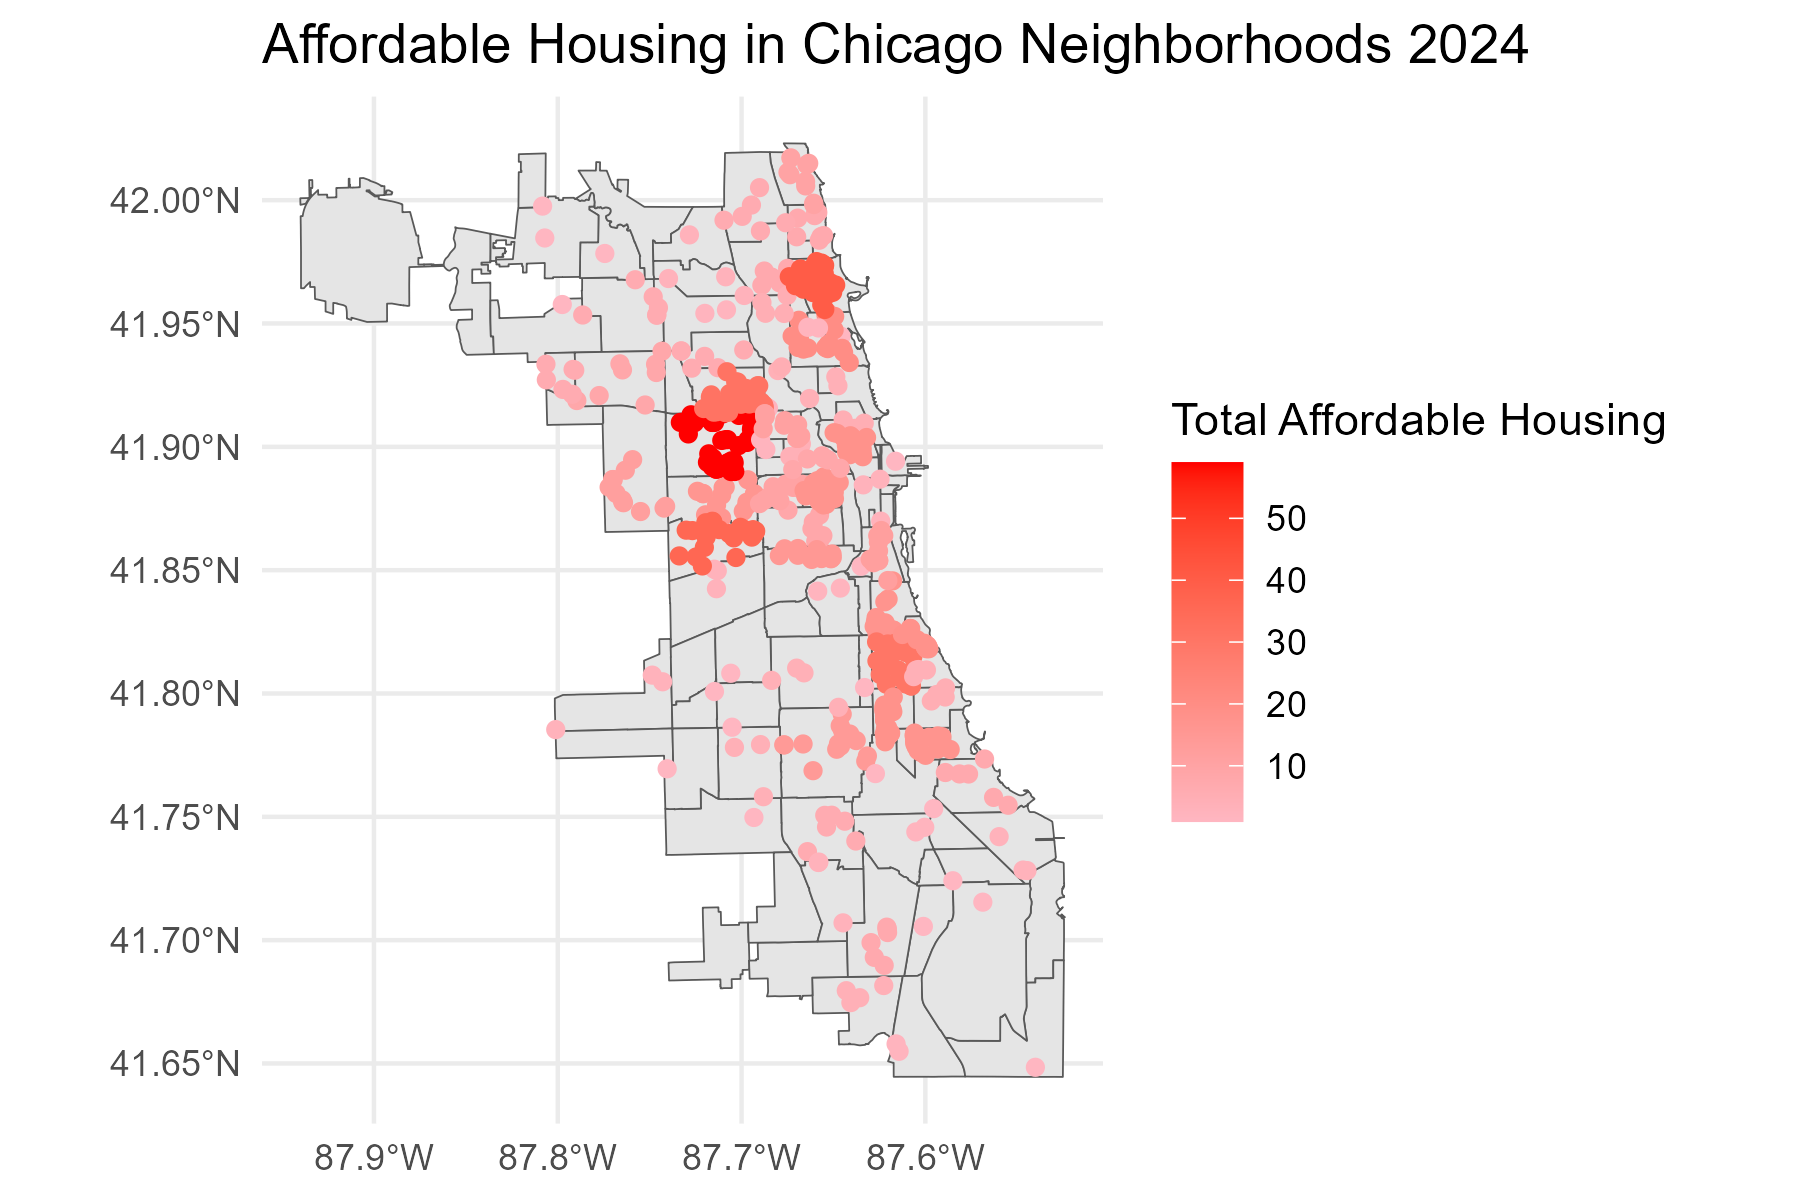 Affordable Housing in Chicago Neighborhoods 2024
42.00°N
41.95°N
41.90°N
41.85°N
41.80°N
41.75°N
41.70°N
41.65°N
87.9°W
87.8°W
87.7°W
87.6°W
Total Affordable Housing
50
40
30
20
10